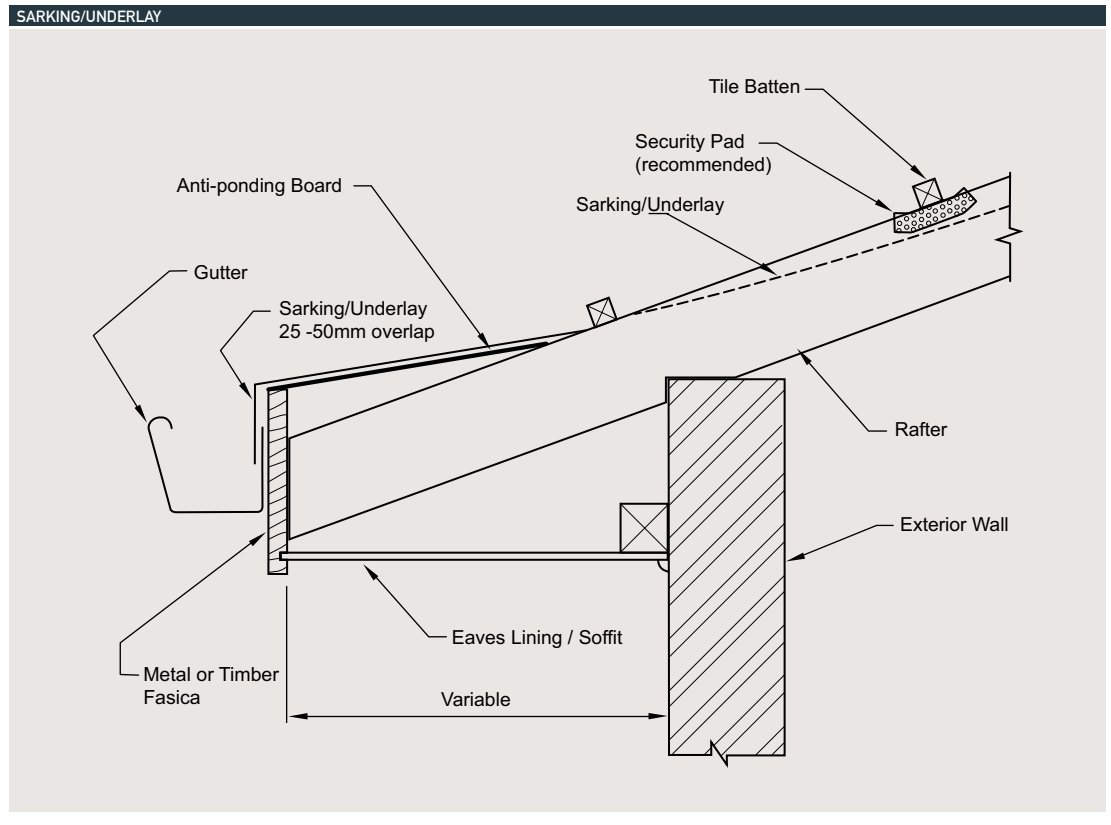 SARKING/UNDERLAY
Tile Batten
Security Pad
(recommended)
Anti-ponding Board
Sarking/Underlay
Gutter
Sarking/Underlay
25 -50mm overlap
Rafter
Exterior Wall
Eaves Lining / Soffit
Metal or Timber
Fasica
Variable